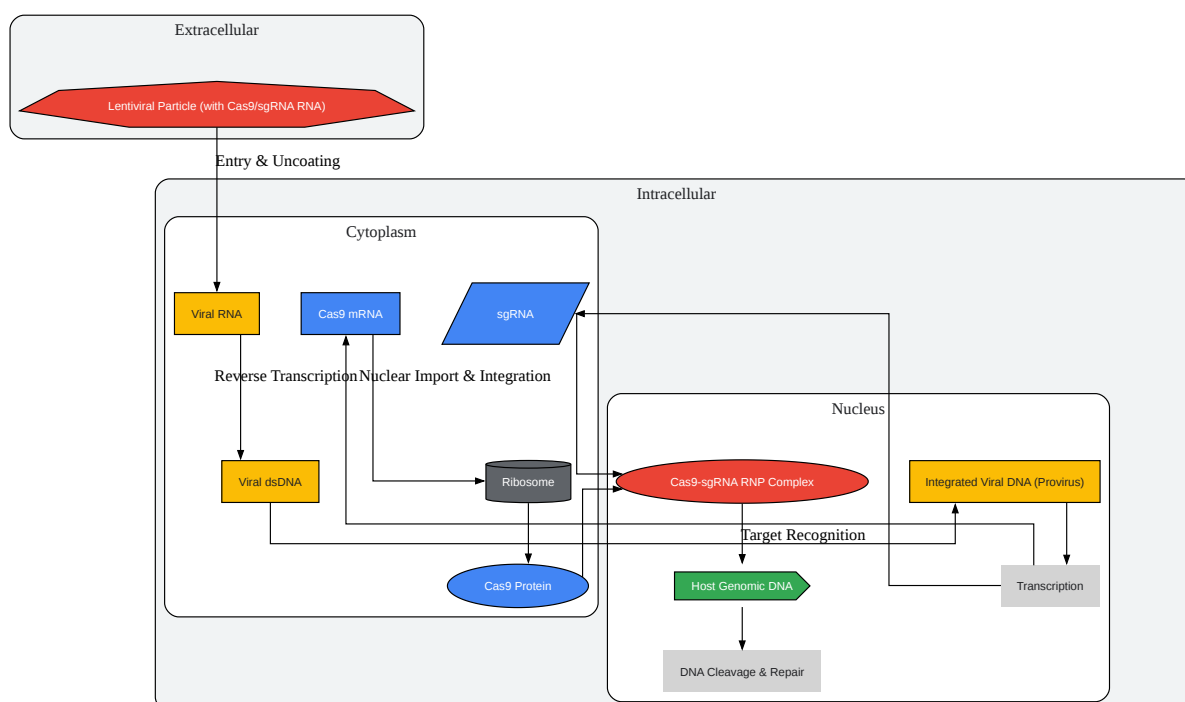 Extracellular
Lentiviral Particle (with Cas9/sgRNA RNA)
Entry & Uncoating
Intracellular
Cytoplasm
Viral RNA
Cas9 mRNA
sgRNA
Reverse Transcription
Nuclear Import & Integration
Nucleus
Viral dsDNA
Ribosome
Cas9-sgRNA RNP Complex
Integrated Viral DNA (Provirus)
Target Recognition
Cas9 Protein
Host Genomic DNA
Transcription
DNA Cleavage & Repair